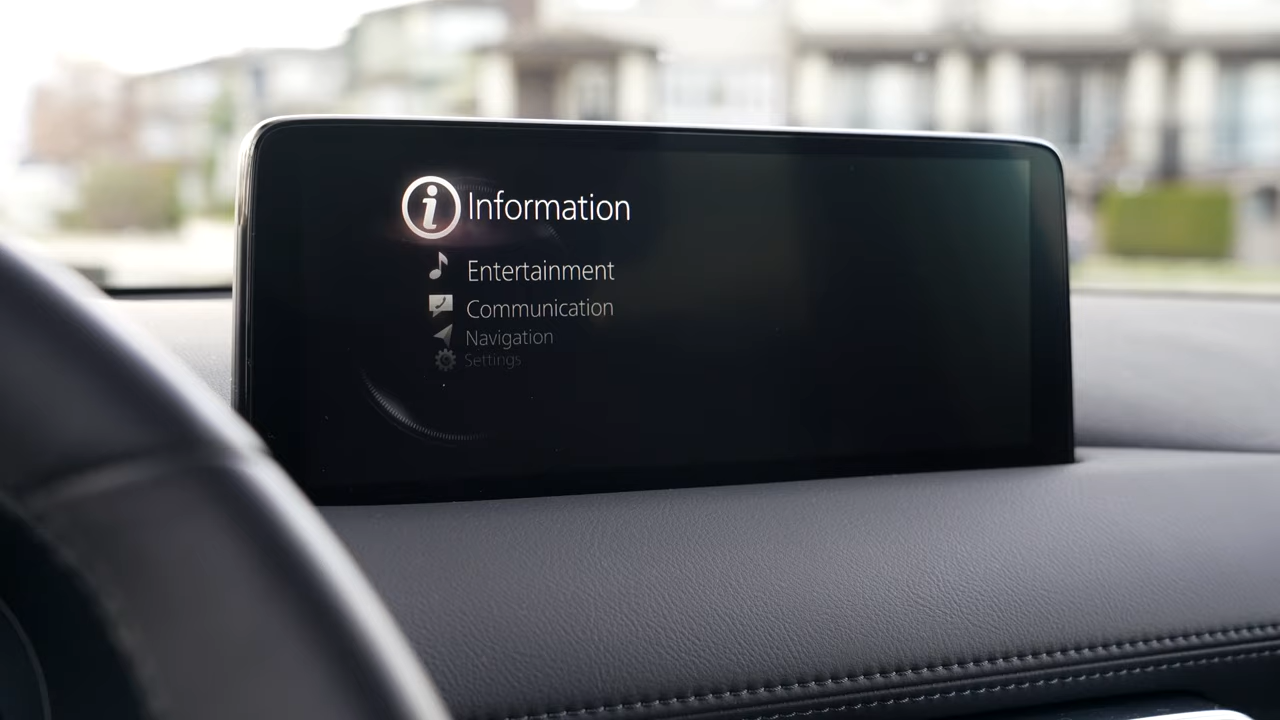 Information
Entertainment
Communication
Navigation
Settings